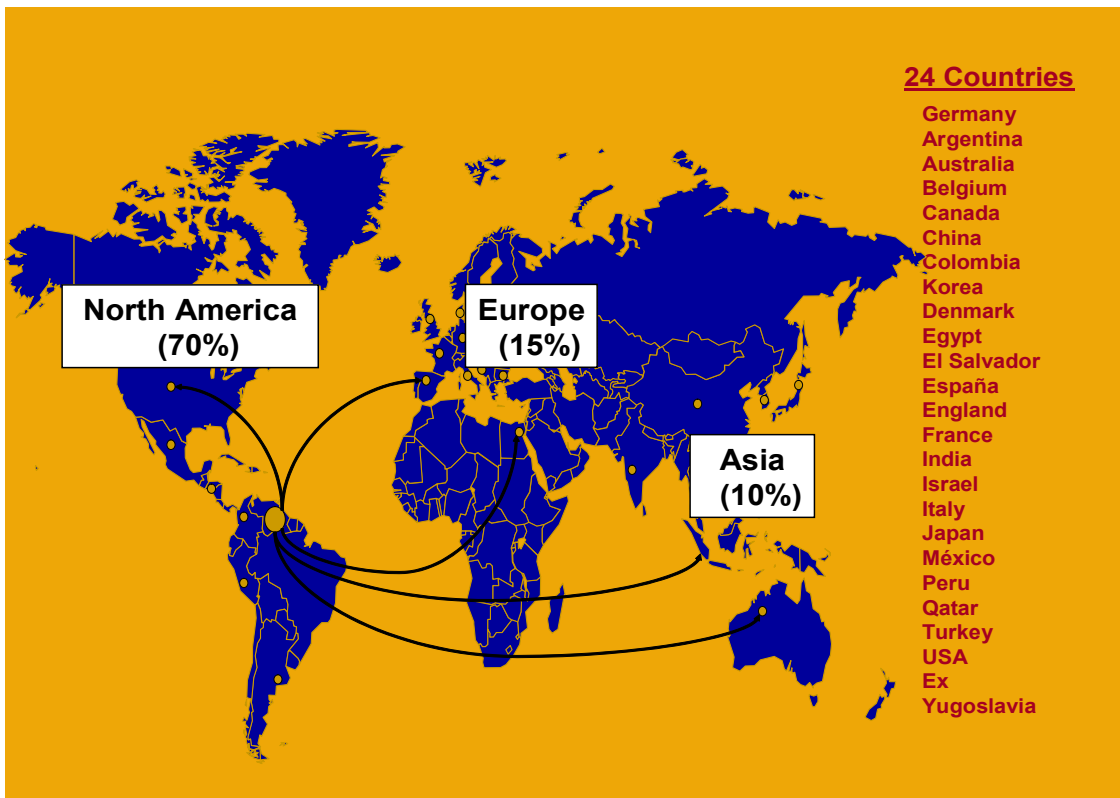 24 Countries
Germany
Argentina
Australia
Belgium
Canada
China
Colombia
Korea
Denmark
Egypt
El Salvador
España
England
France
India
Israel
Italy
Japan
México
Peru
Qatar
Turkey
USA
Ex
Yugoslavia
North America
(70%)
Europe
(15%)
Asia
(10%)